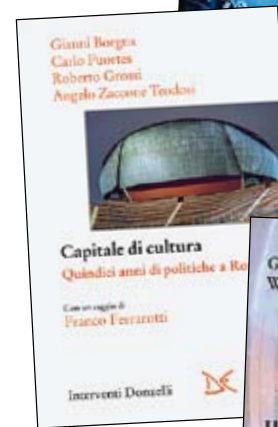 Gianni Borgna
Carlo Fuortes
Roberto Grossi
Angelo Zaccone Teodosi
Capitale di cultura
Quindici anni di politiche a Ro
Con un saggio di
Franco Ferrarotti
Interventi Donzelli
G
W